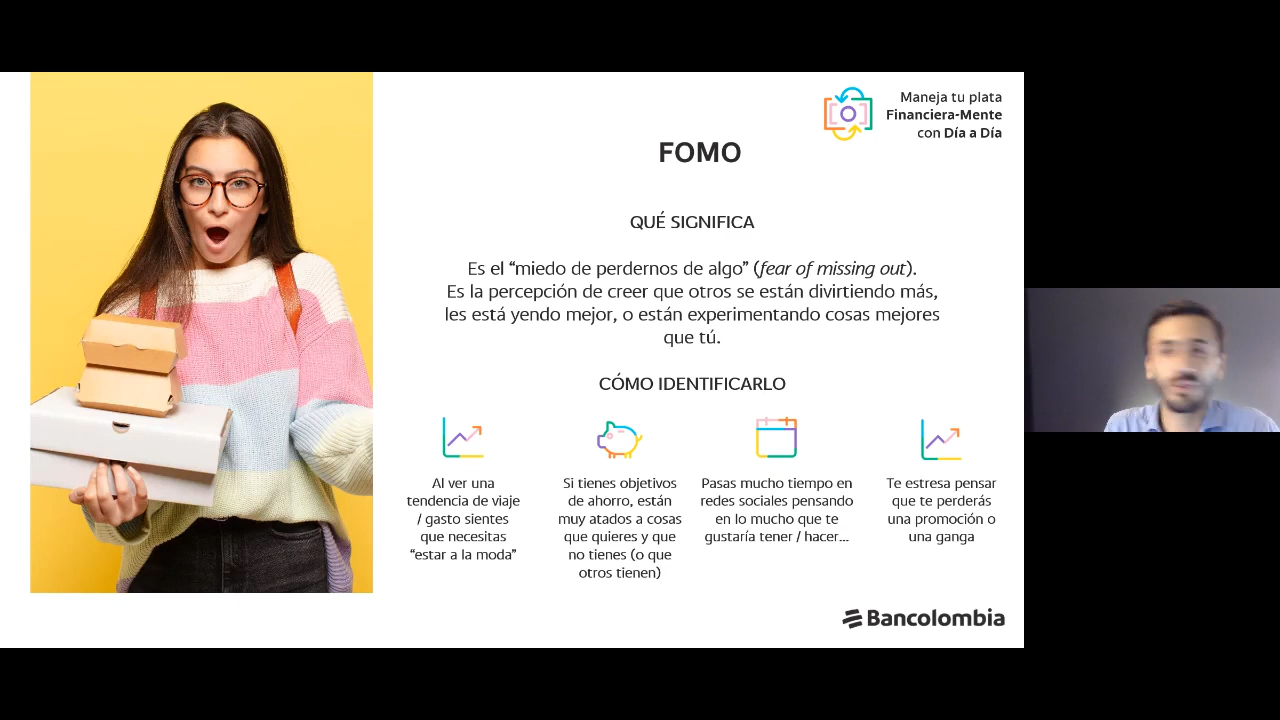 Maneja tu plata
Financiera-Mente
con Día a Día
FOMO
QUÉ SIGNIFICA
Es el “miedo de perdernos de algo” (fear of missing out).
Es la percepción de creer que otros se están divirtiendo más,
les está yendo mejor, o están experimentando cosas mejores
que tú.
CÓMO IDENTIFICARLO
Al ver una
tendencia de viaje
/ gasto sientes
que necesitas
“estar a la moda”
Si tienes objetivos
de ahorro, están
muy atados a cosas
que quieres y que
no tienes (o que
otros tienen)
Pasas mucho tiempo en
redes sociales pensando
en lo mucho que te
gustaría tener / hacer...
Te estresa pensar
que te perderás
una promoción o
una ganga
Bancolombia